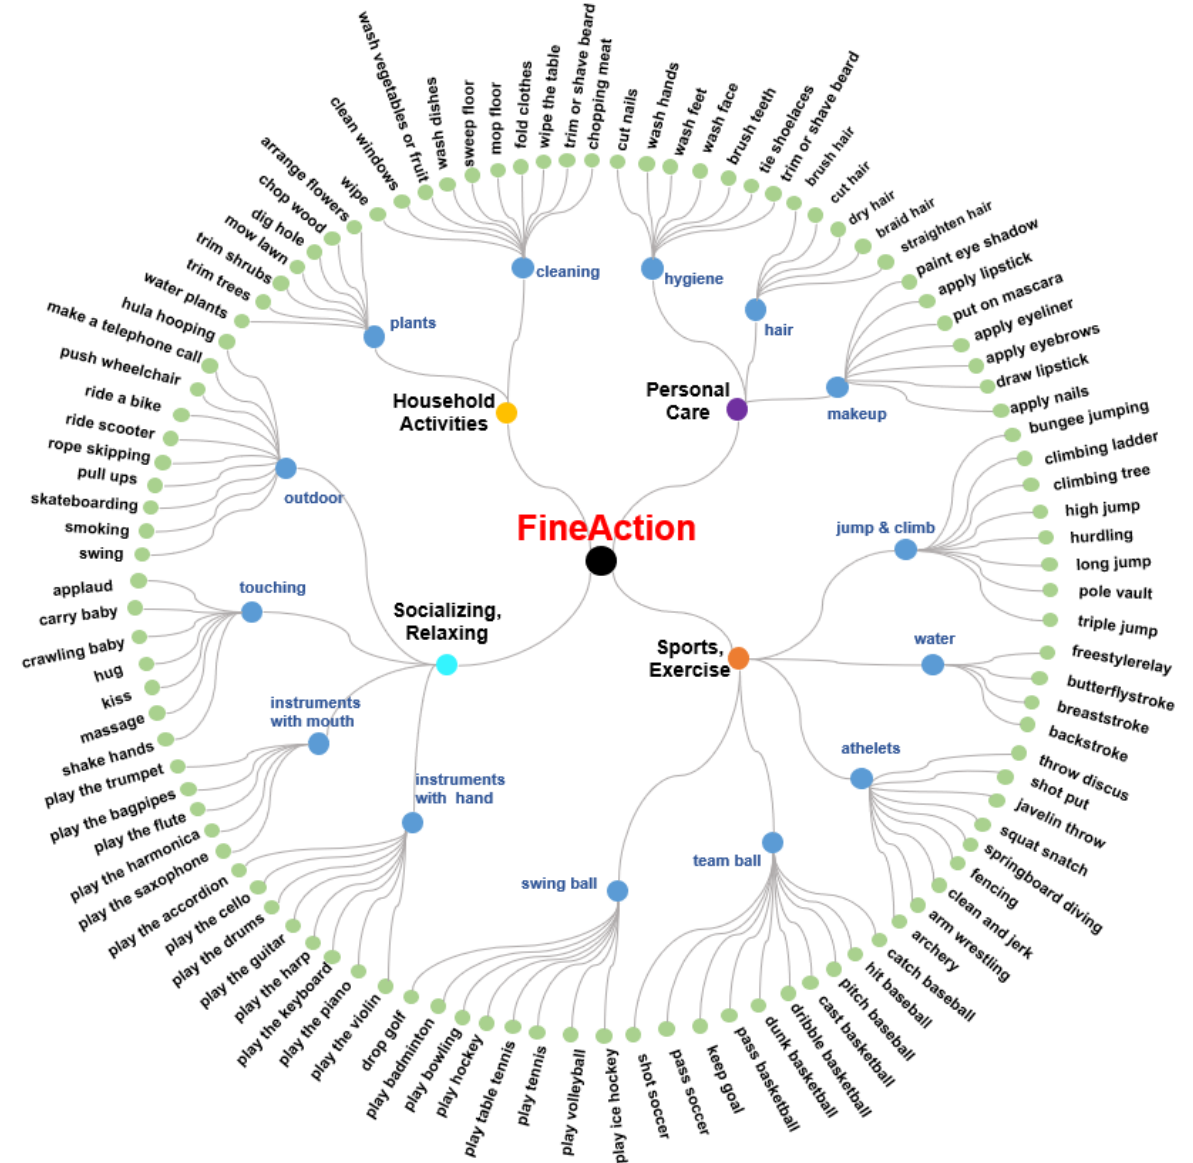 FineAction
Household
Activities
cleaning
wipe
clean windows
wash vegetables or fruit
wash dishes
sweep floor
mop floor
fold clothes
wipe the table
trim or shave beard
chopping meat
plants
arrange flowers
chop wood
dig hole
mow lawn
trim shrubs
trim trees
water plants
Personal
Care
hygiene
cut nails
wash hands
wash feet
wash face
brush teeth
tie shoelaces
trim or shave beard
hair
brush hair
cut hair
dry hair
braid hair
straighten hair
makeup
paint eye shadow
apply lipstick
put on mascara
apply eyeliner
apply eyebrows
draw lipstick
apply nails
Sports,
Exercise
jump & climb
bungee jumping
climbing ladder
climbing tree
high jump
hurdling
long jump
pole vault
triple jump
water
freestylerelay
butterflystroke
breaststroke
backstroke
athelets
throw discus
shot put
javelin throw
squat snatch
springboard diving
fencing
clean and jerk
arm wrestling
archery
team ball
catch baseball
hit baseball
pitch baseball
cast basketball
dribble basketball
dunk basketball
pass basketball
keep goal
pass soccer
shot soccer
swing ball
play ice hockey
play volleyball
play tennis
play table tennis
play hockey
play bowling
play badminton
drop golf
Socializing,
Relaxing
instruments
with hand
play the violin
play the piano
play the keyboard
play the harp
play the guitar
play the drums
play the cello
play the accordion
instruments
with mouth
play the saxophone
play the harmonica
play the flute
play the bagpipes
play the trumpet
touching
shake hands
massage
kiss
hug
crawling baby
carry baby
applaud
outdoor
swing
smoking
skateboarding
pull ups
rope skipping
ride scooter
ride a bike
push wheelchair
make a telephone call
hula hooping